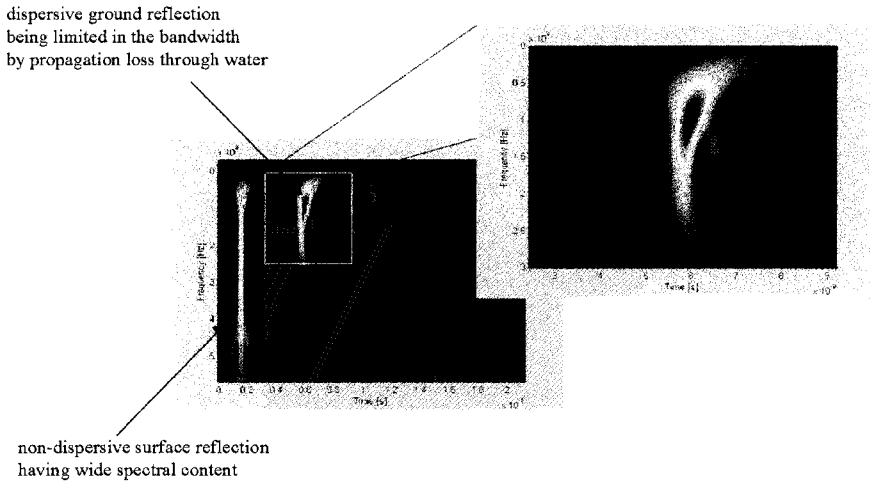 dispersive ground reflection
being limited in the bandwidth
by propagation loss through water
Frequency [Hz]
Time [s]
Frequency [Hz]
Time [s]
non-dispersive surface reflection
having wide spectral content